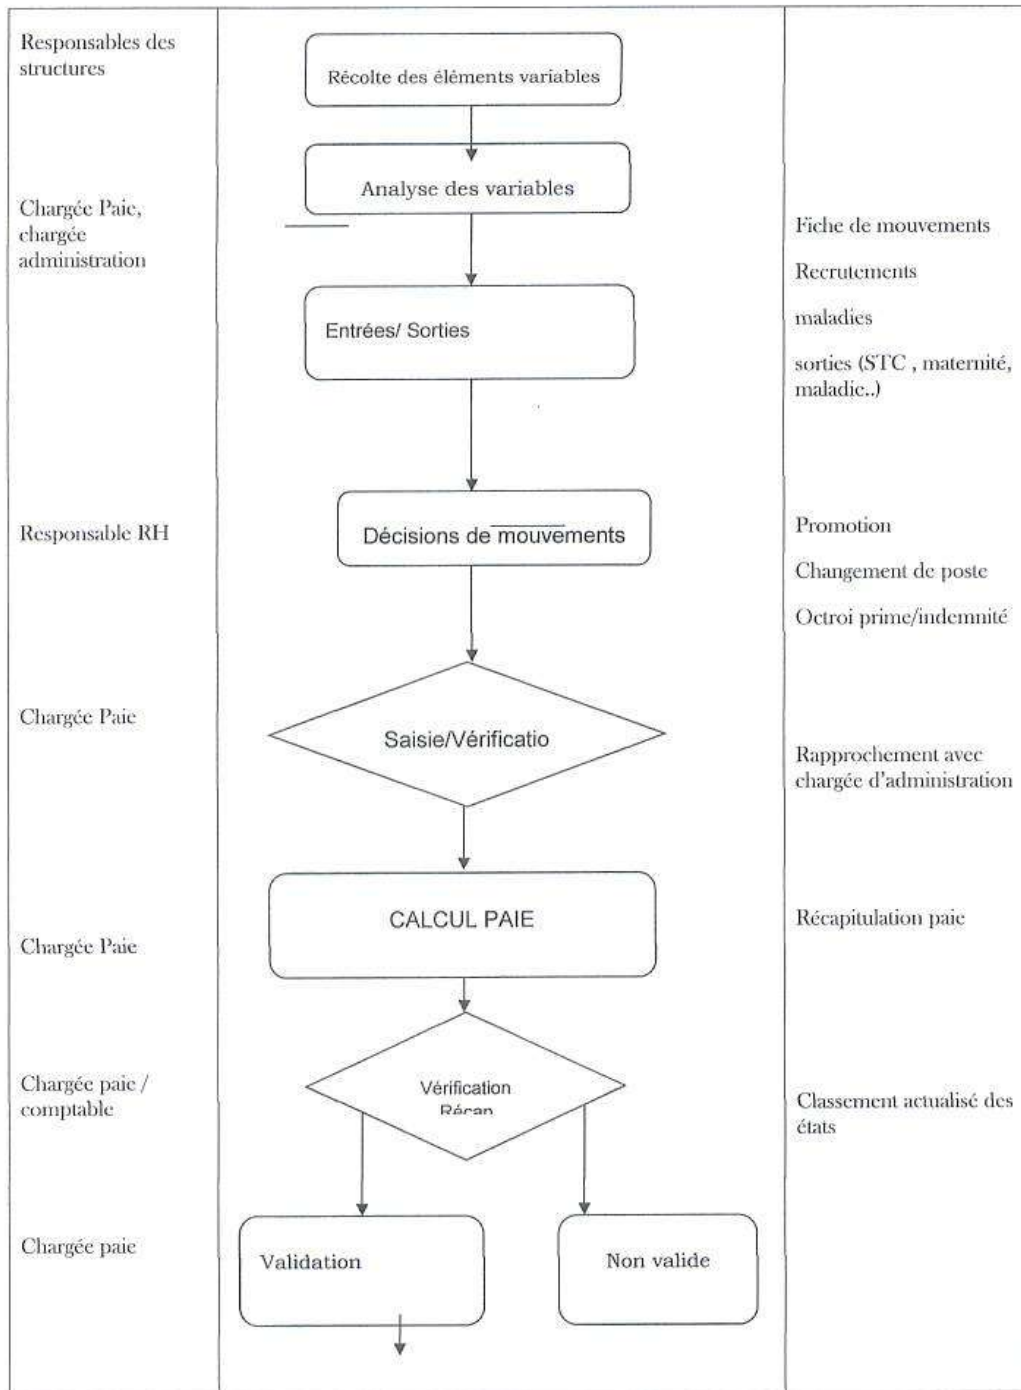 Responsables des
structures
Récolte des éléments variables
Analyse des variables
Chargée Paie,
chargée
administration
Fiche de mouvements
Recrutements
maladies
sorties (STC , maternité,
maladie..)
Entrées/ Sorties
Responsable RH
Décisions de mouvements
Promotion
Changement de poste
Octroi prime/indemnité
Chargée Paie
Saisie/Vérificatio
Rapprochement avec
chargée d'administration
CALCUL PAIE
Chargée Paie
Récapitulation paie
Chargée paie /
comptable
Vérification
Récap
Classement actualisé des
états
Chargée paie
Validation
Non valide